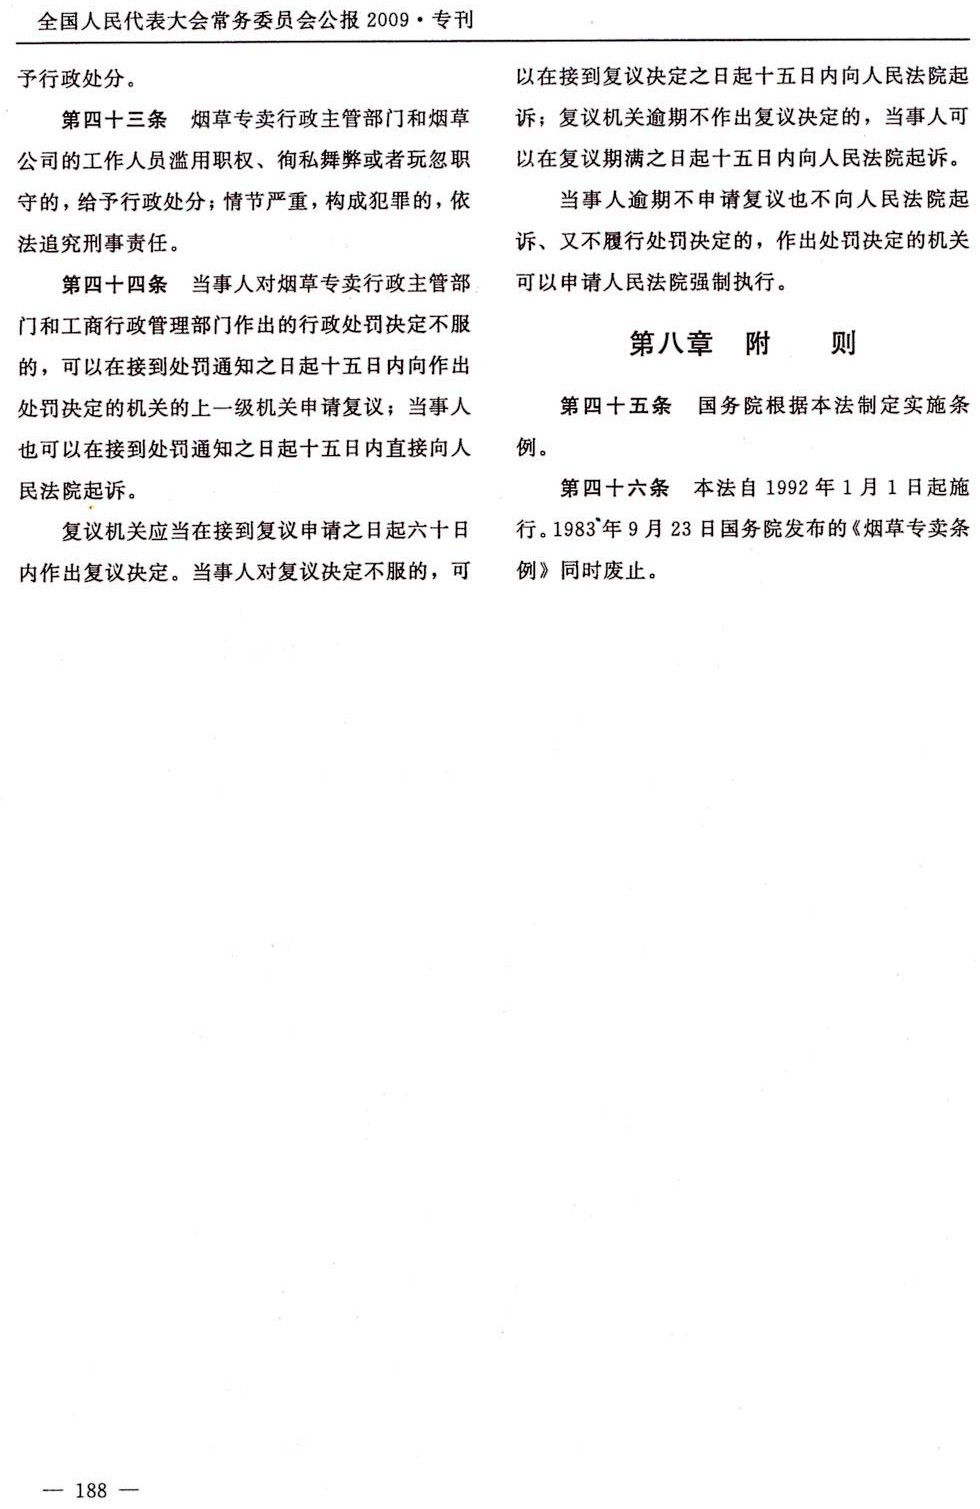 全国人民代表大会常务委员会公报 2009·专刊
予行政处分。
第四十三条 烟草专卖行政主管部门和烟草
公司的工作人员滥用职权、徇私舞弊或者玩忽职
守的，给予行政处分；情节严重，构成犯罪的，依
法追究刑事责任。
第四十四条 当事人对烟草专卖行政主管部
门和工商行政管理部门作出的行政处罚决定不服
的，可以在接到处罚通知之日起十五日内向作出
处罚决定的机关的上一级机关申请复议；当事人
也可以在接到处罚通知之日起十五日内直接向人
民法院起诉。
复议机关应当在接到复议申请之日起六十日
内作出复议决定。当事人对复议决定不服的，可
以在接到复议决定之日起十五日内向人民法院起
诉；复议机关逾期不作出复议决定的，当事人可
以在复议期满之日起十五日内向人民法院起诉。
当事人逾期不申请复议也不向人民法院起
诉、又不履行处罚决定的，作出处罚决定的机关
可以申请人民法院强制执行。
第八章 附 则
第四十五条 国务院根据本法制定实施条
例。
第四十六条 本法自 1992 年 1 月 1 日起施
行。1983 年 9 月 23 日国务院发布的《烟草专卖条
例》同时废止。
— 188 —